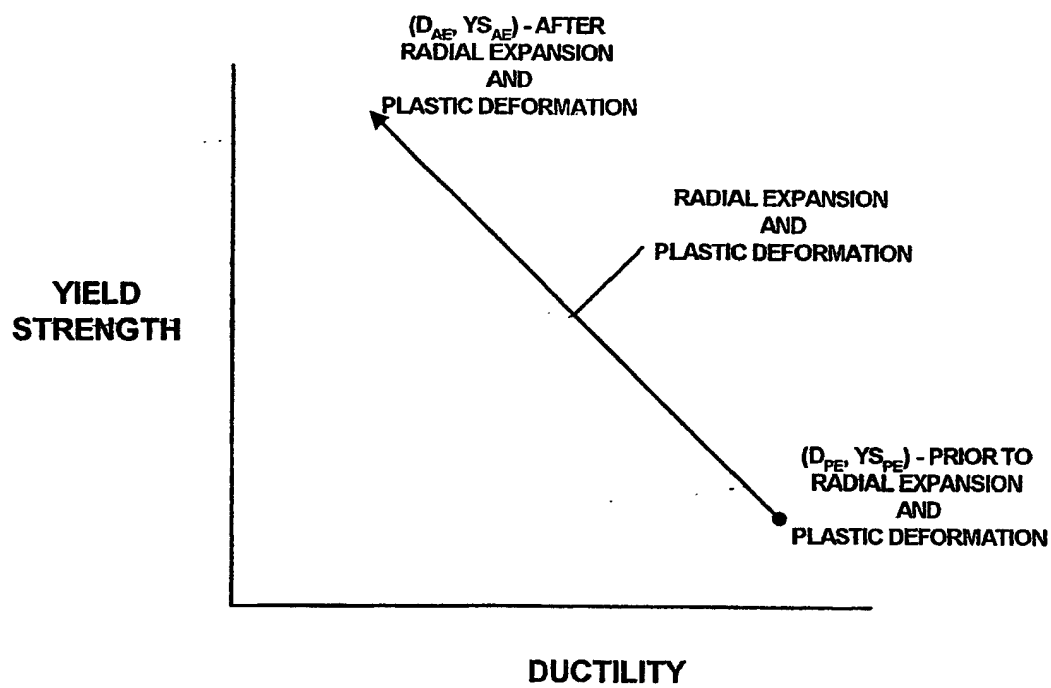 (D_AE, YS_AE) - AFTER
RADIAL EXPANSION
AND
PLASTIC DEFORMATION
RADIAL EXPANSION
AND
PLASTIC DEFORMATION
YIELD
STRENGTH
(D_PE, YS_PE) - PRIOR TO
RADIAL EXPANSION
AND
PLASTIC DEFORMATION
DUCTILITY